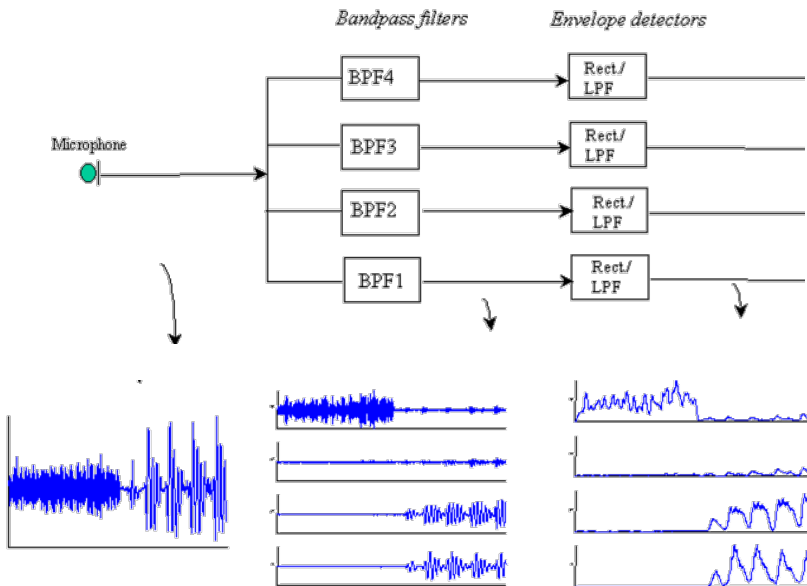 Bandpass filters
Envelope detectors
BPF4
Rect./
LPF
Microphone
BPF3
Rect./
LPF
BPF2
Rect./
LPF
BPF1
Rect./
LPF